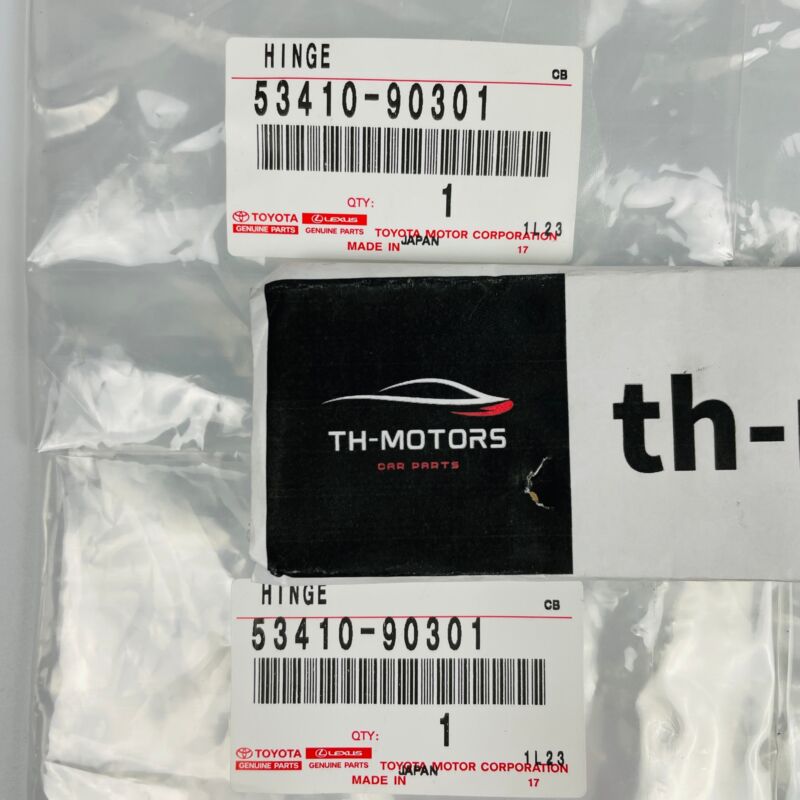 HINGE
CB
53410-90301
QTY: 1
TOYOTA LEXUS
GENUINE PARTS GENUINE PARTS TOYOTA MOTOR CORPORATION 1L23
MADE IN JAPAN 17
TH-MOTORS
CAR PARTS
th-
HINGE
CB
53410-90301
QTY: 1
TOYOTA LEXUS
GENUINE PARTS GENUINE PARTS TOYOTA MOTOR CORPORATION 1L23
MADE IN JAPAN 17